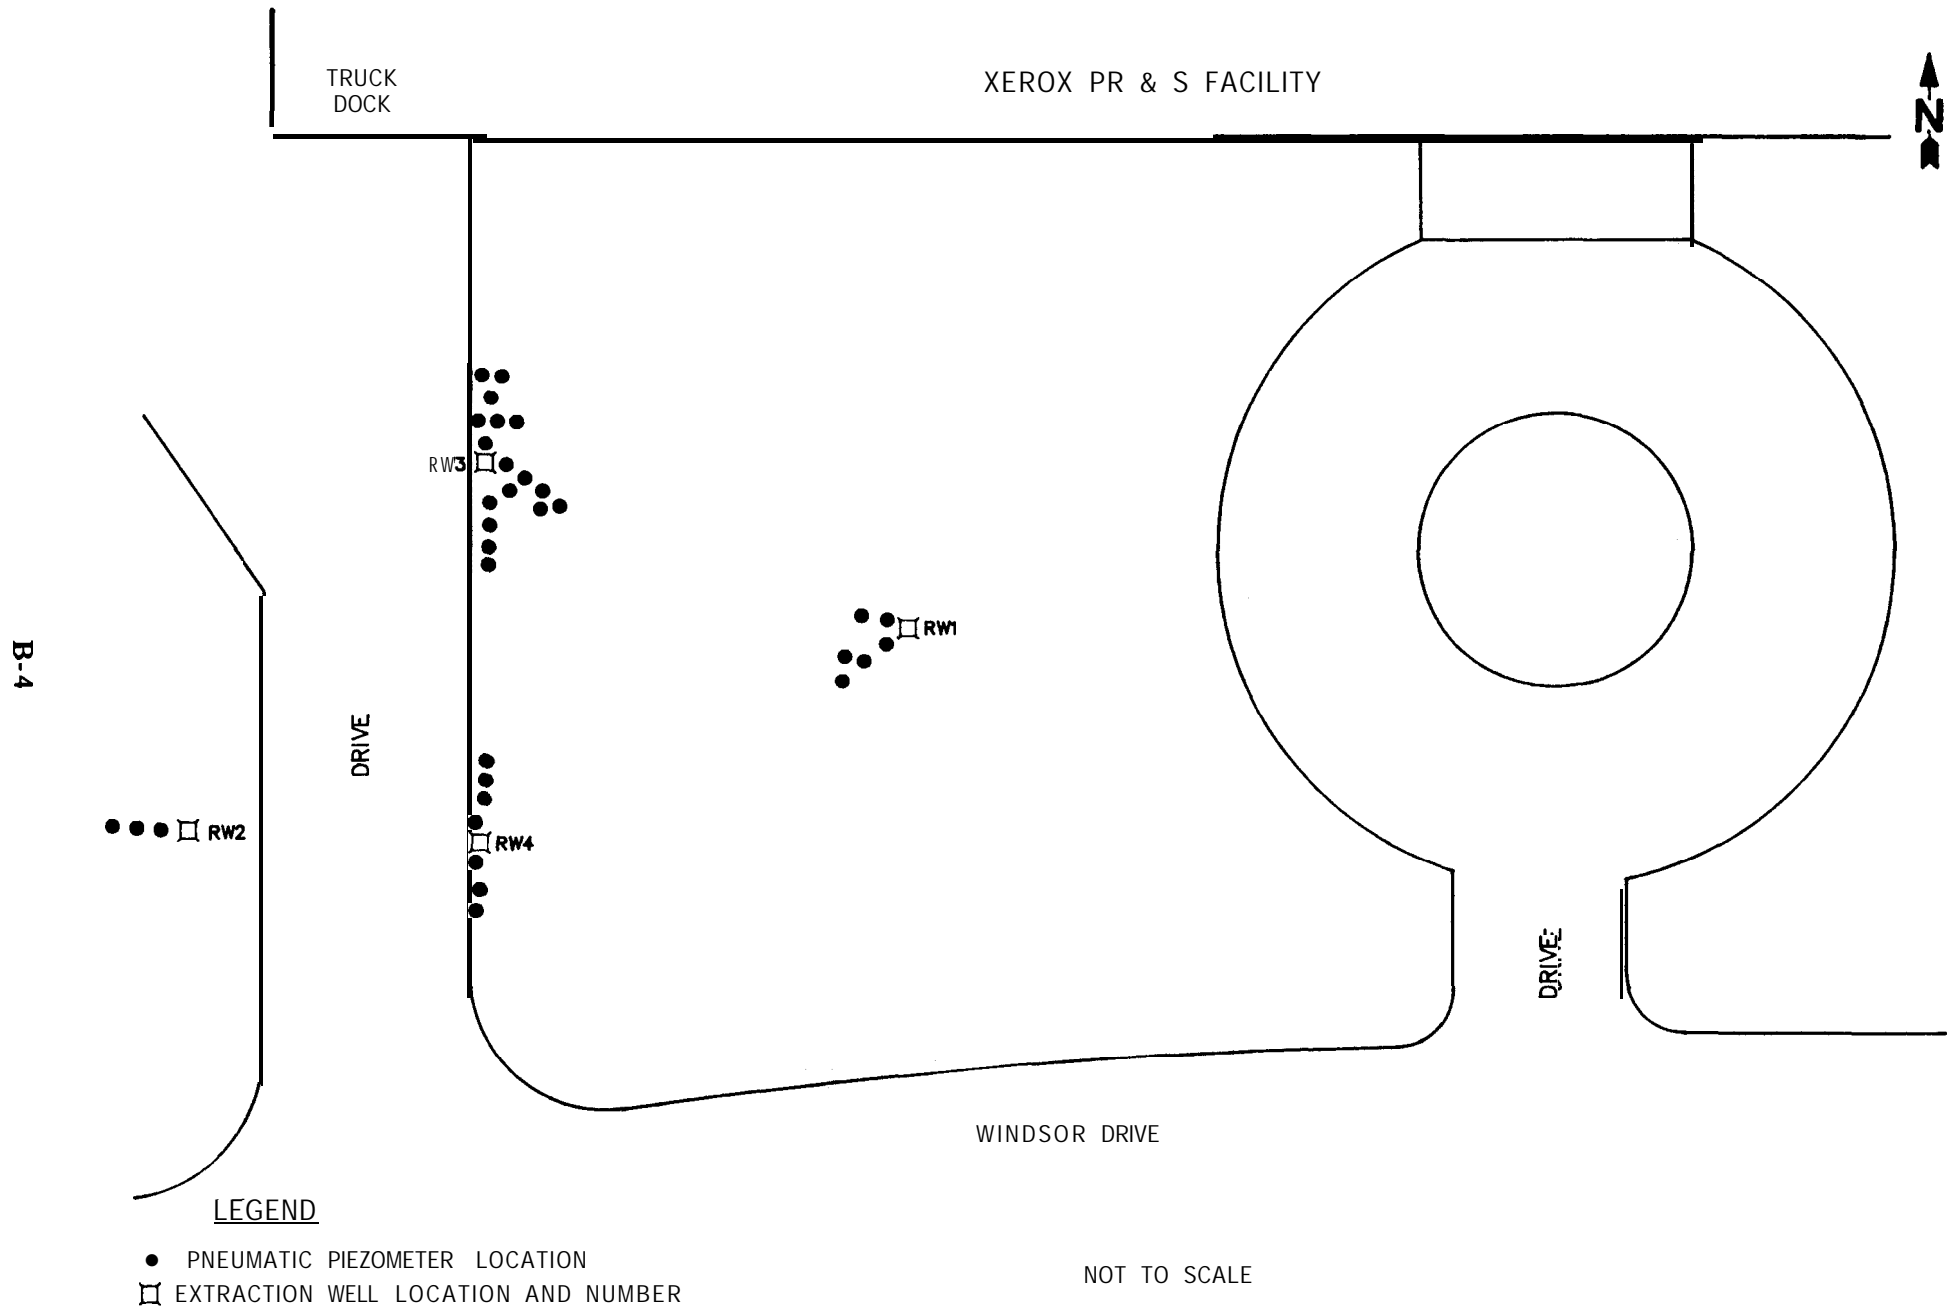 TRUCK
DOCK
XEROX PR & S FACILITY
N
RW3
RW1
B-4
DRIVE
RW2
RW4
DRIVE
WINDSOR DRIVE
LEGEND
PNEUMATIC PIEZOMETER LOCATION
EXTRACTION WELL LOCATION AND NUMBER
NOT TO SCALE